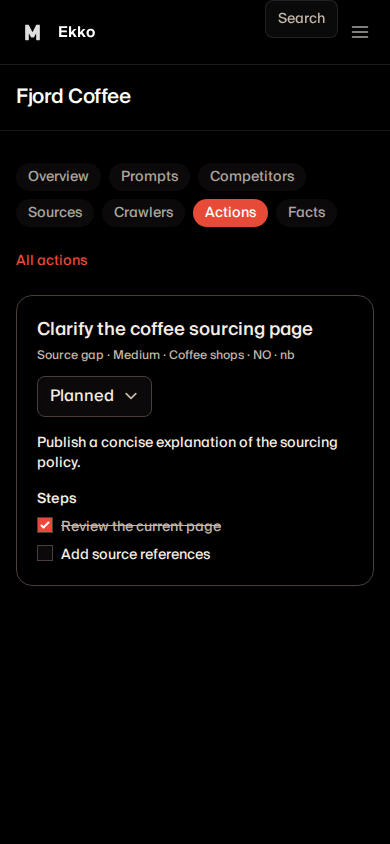 Ekko
Search
Fjord Coffee
Overview
Prompts
Competitors
Sources
Crawlers
Actions
Facts
All actions
Clarify the coffee sourcing page
Source gap · Medium · Coffee shops · NO · nb
Planned
Publish a concise explanation of the sourcing
policy.
Steps
Review the current page
Add source references